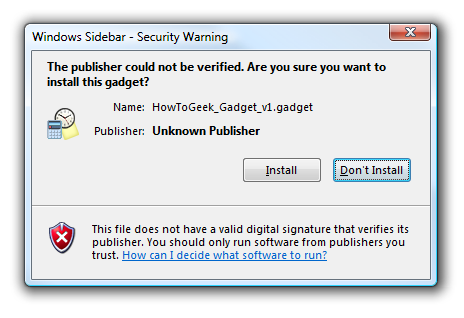 Windows Sidebar - Security Warning
The publisher could not be verified. Are you sure you want to
install this gadget?
Name: HowToGeek_Gadget_v1.gadget
Publisher: Unknown Publisher
Install Don't Install
This file does not have a valid digital signature that verifies its
publisher. You should only run software from publishers you
trust. How can I decide what software to run?